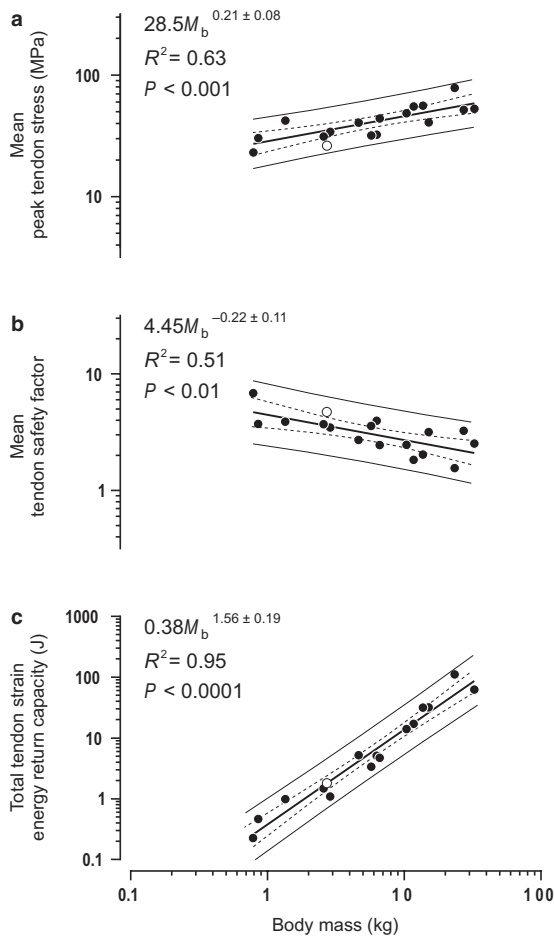 a
28.5M_b^0.21 ± 0.08
R² = 0.63
P < 0.001
Mean
peak tendon stress (MPa)
100
10
b
4.45M_b^−0.22 ± 0.11
R² = 0.51
P < 0.01
Mean
tendon safety factor
10
1
c
0.38M_b^1.56 ± 0.19
R² = 0.95
P < 0.0001
Total tendon strain
energy return capacity (J)
1000
100
10
1
0.1
0.1 1 10 100
Body mass (kg)